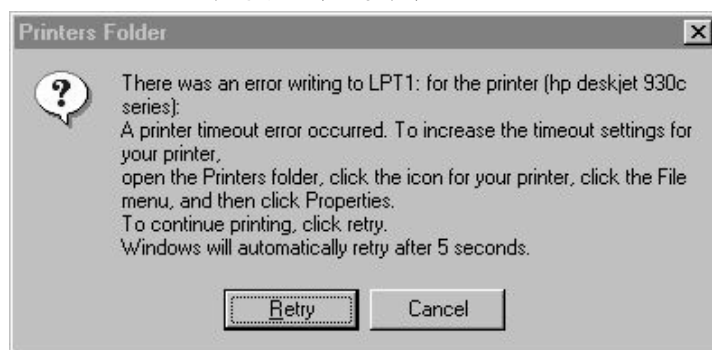 Printers Folder
There was an error writing to LPT1: for the printer (hp deskjet 930c
series):
A printer timeout error occurred. To increase the timeout settings for
your printer,
open the Printers folder, click the icon for your printer, click the File
menu, and then click Properties.
To continue printing, click retry.
Windows will automatically retry after 5 seconds.
Retry Cancel